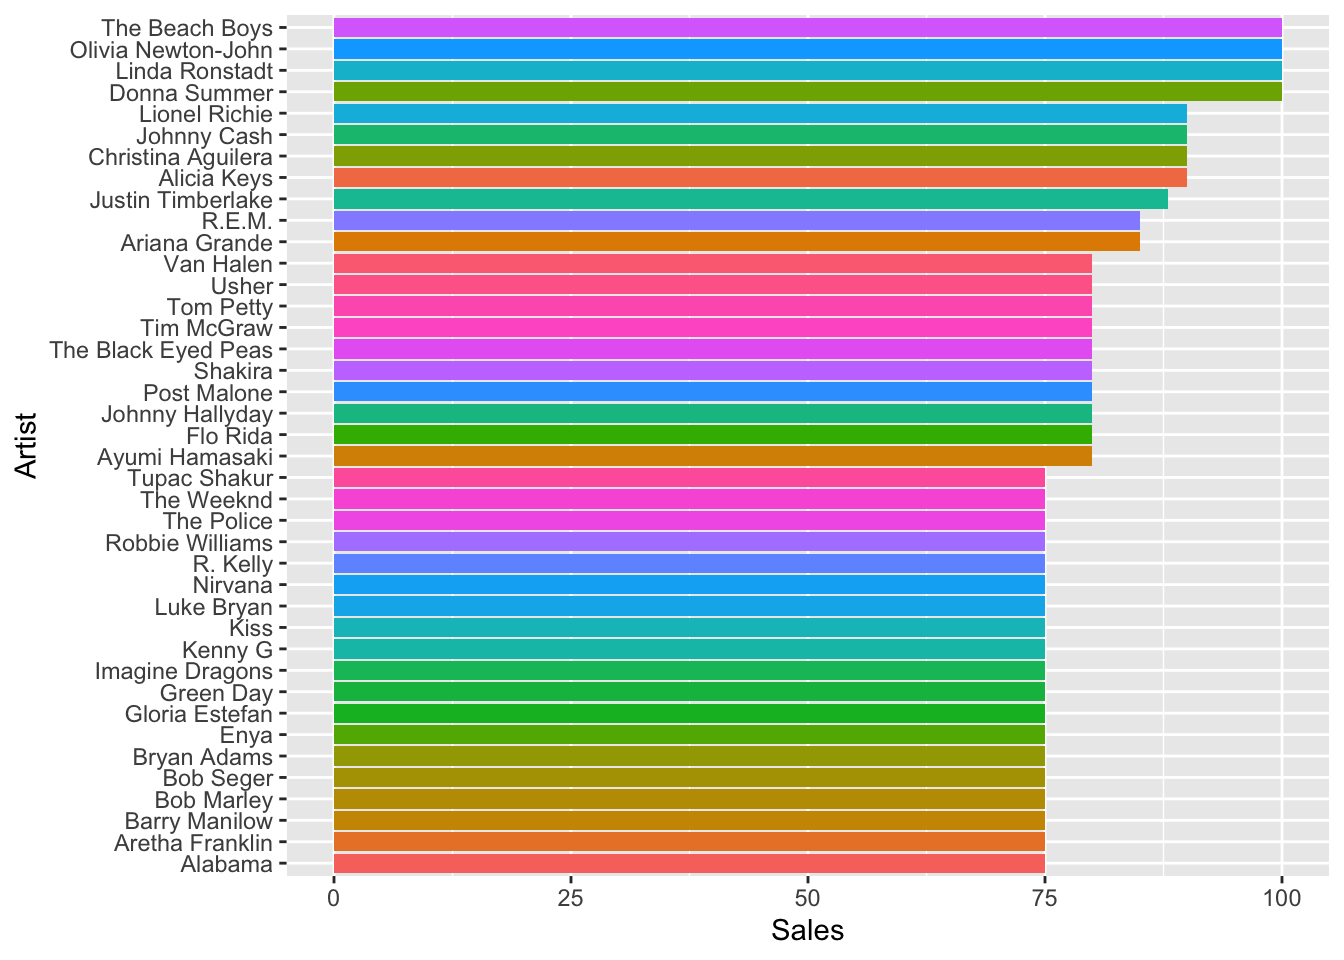 The Beach Boys
Olivia Newton-John
Linda Ronstadt
Donna Summer
Lionel Richie
Johnny Cash
Christina Aguilera
Alicia Keys
Justin Timberlake
R.E.M.
Ariana Grande
Van Halen
Usher
Tom Petty
Tim McGraw
The Black Eyed Peas
Shakira
Post Malone
Johnny Hallyday
Flo Rida
Ayumi Hamasaki
Tupac Shakur
The Weeknd
The Police
Robbie Williams
R. Kelly
Nirvana
Luke Bryan
Kiss
Kenny G
Imagine Dragons
Green Day
Gloria Estefan
Enya
Bryan Adams
Bob Seger
Bob Marley
Barry Manilow
Aretha Franklin
Alabama
Artist
0 25 50 75 100
Sales